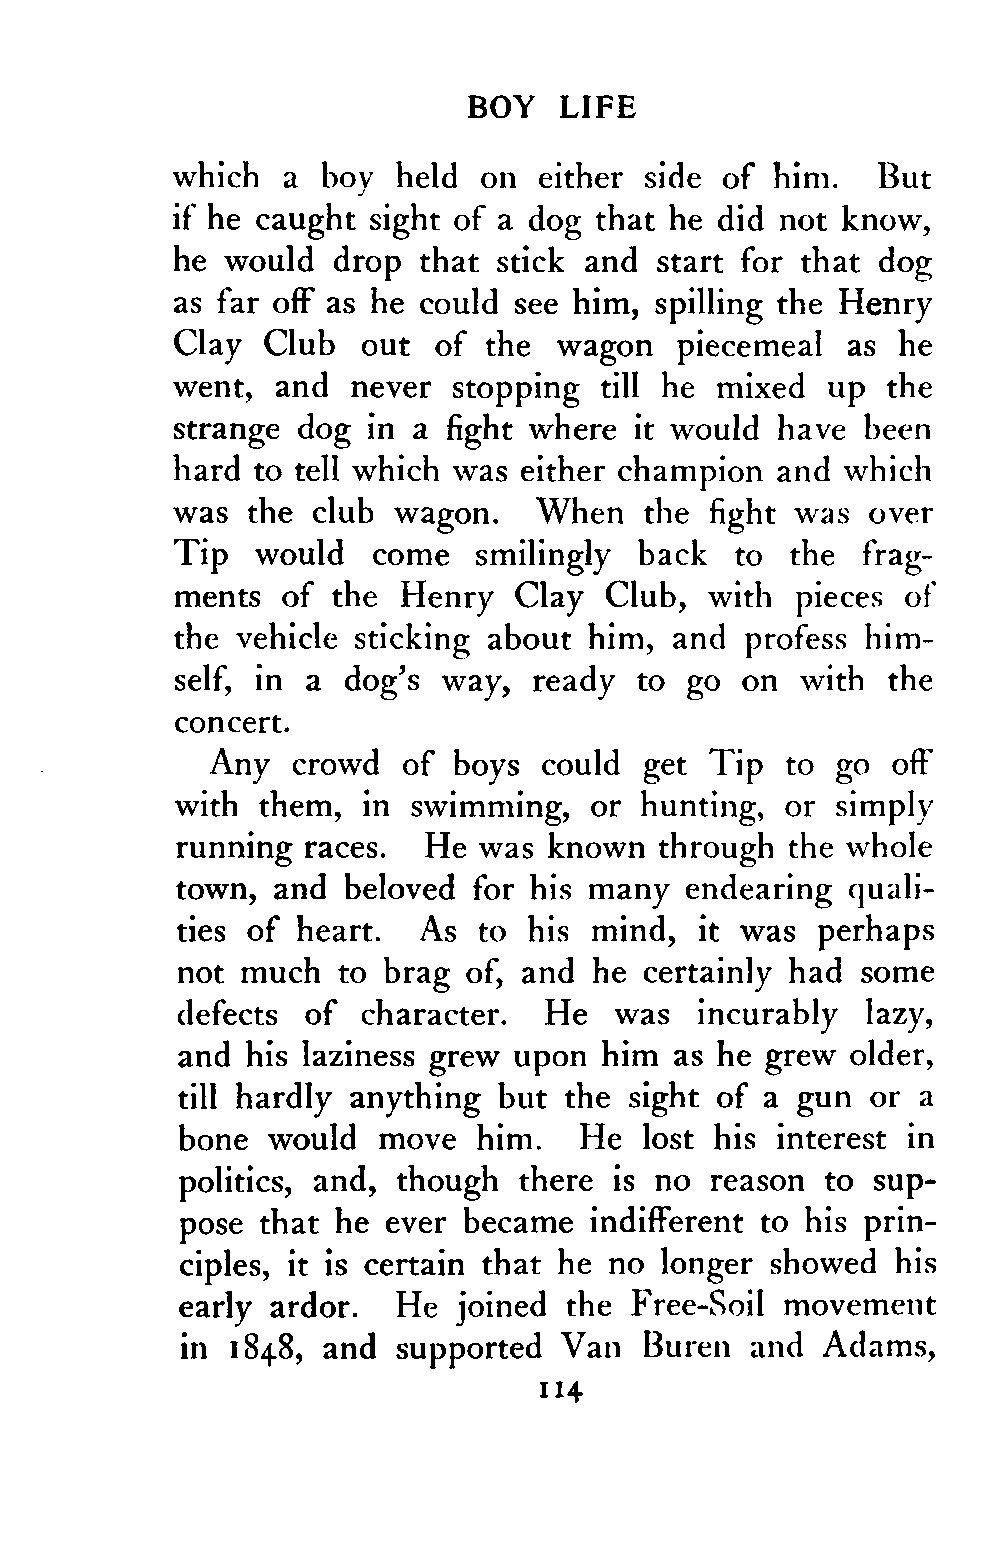 BOY LIFE
which a boy held on either side of him. But
if he caught sight of a dog that he did not know,
he would drop that stick and start for that dog
as far off as he could see him, spilling the Henry
Clay Club out of the wagon piecemeal as he
went, and never stopping till he mixed up the
strange dog in a fight where it would have been
hard to tell which was either champion and which
was the club wagon. When the fight was over
Tip would come smilingly back to the frag-
ments of the Henry Clay Club, with pieces of
the vehicle sticking about him, and profess him-
self, in a dog's way, ready to go on with the
concert.
Any crowd of boys could get Tip to go off
with them, in swimming, or hunting, or simply
running races. He was known through the whole
town, and beloved for his many endearing quali-
ties of heart. As to his mind, it was perhaps
not much to brag of, and he certainly had some
defects of character. He was incurably lazy,
and his laziness grew upon him as he grew older,
till hardly anything but the sight of a gun or a
bone would move him. He lost his interest in
politics, and, though there is no reason to sup-
pose that he ever became indifferent to his prin-
ciples, it is certain that he no longer showed his
early ardor. He joined the Free-Soil movement
in 1848, and supported Van Buren and Adams,
114